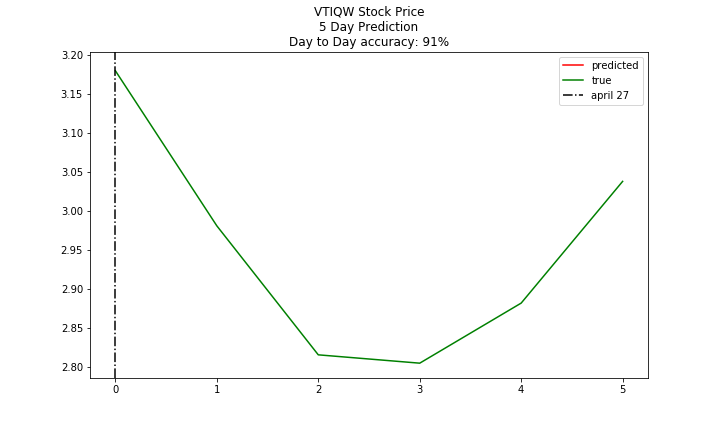 VTIQW Stock Price
5 Day Prediction
Day to Day accuracy: 91%
predicted
true
april 27
3.20
3.15
3.10
3.05
3.00
2.95
2.90
2.85
2.80
0 1 2 3 4 5